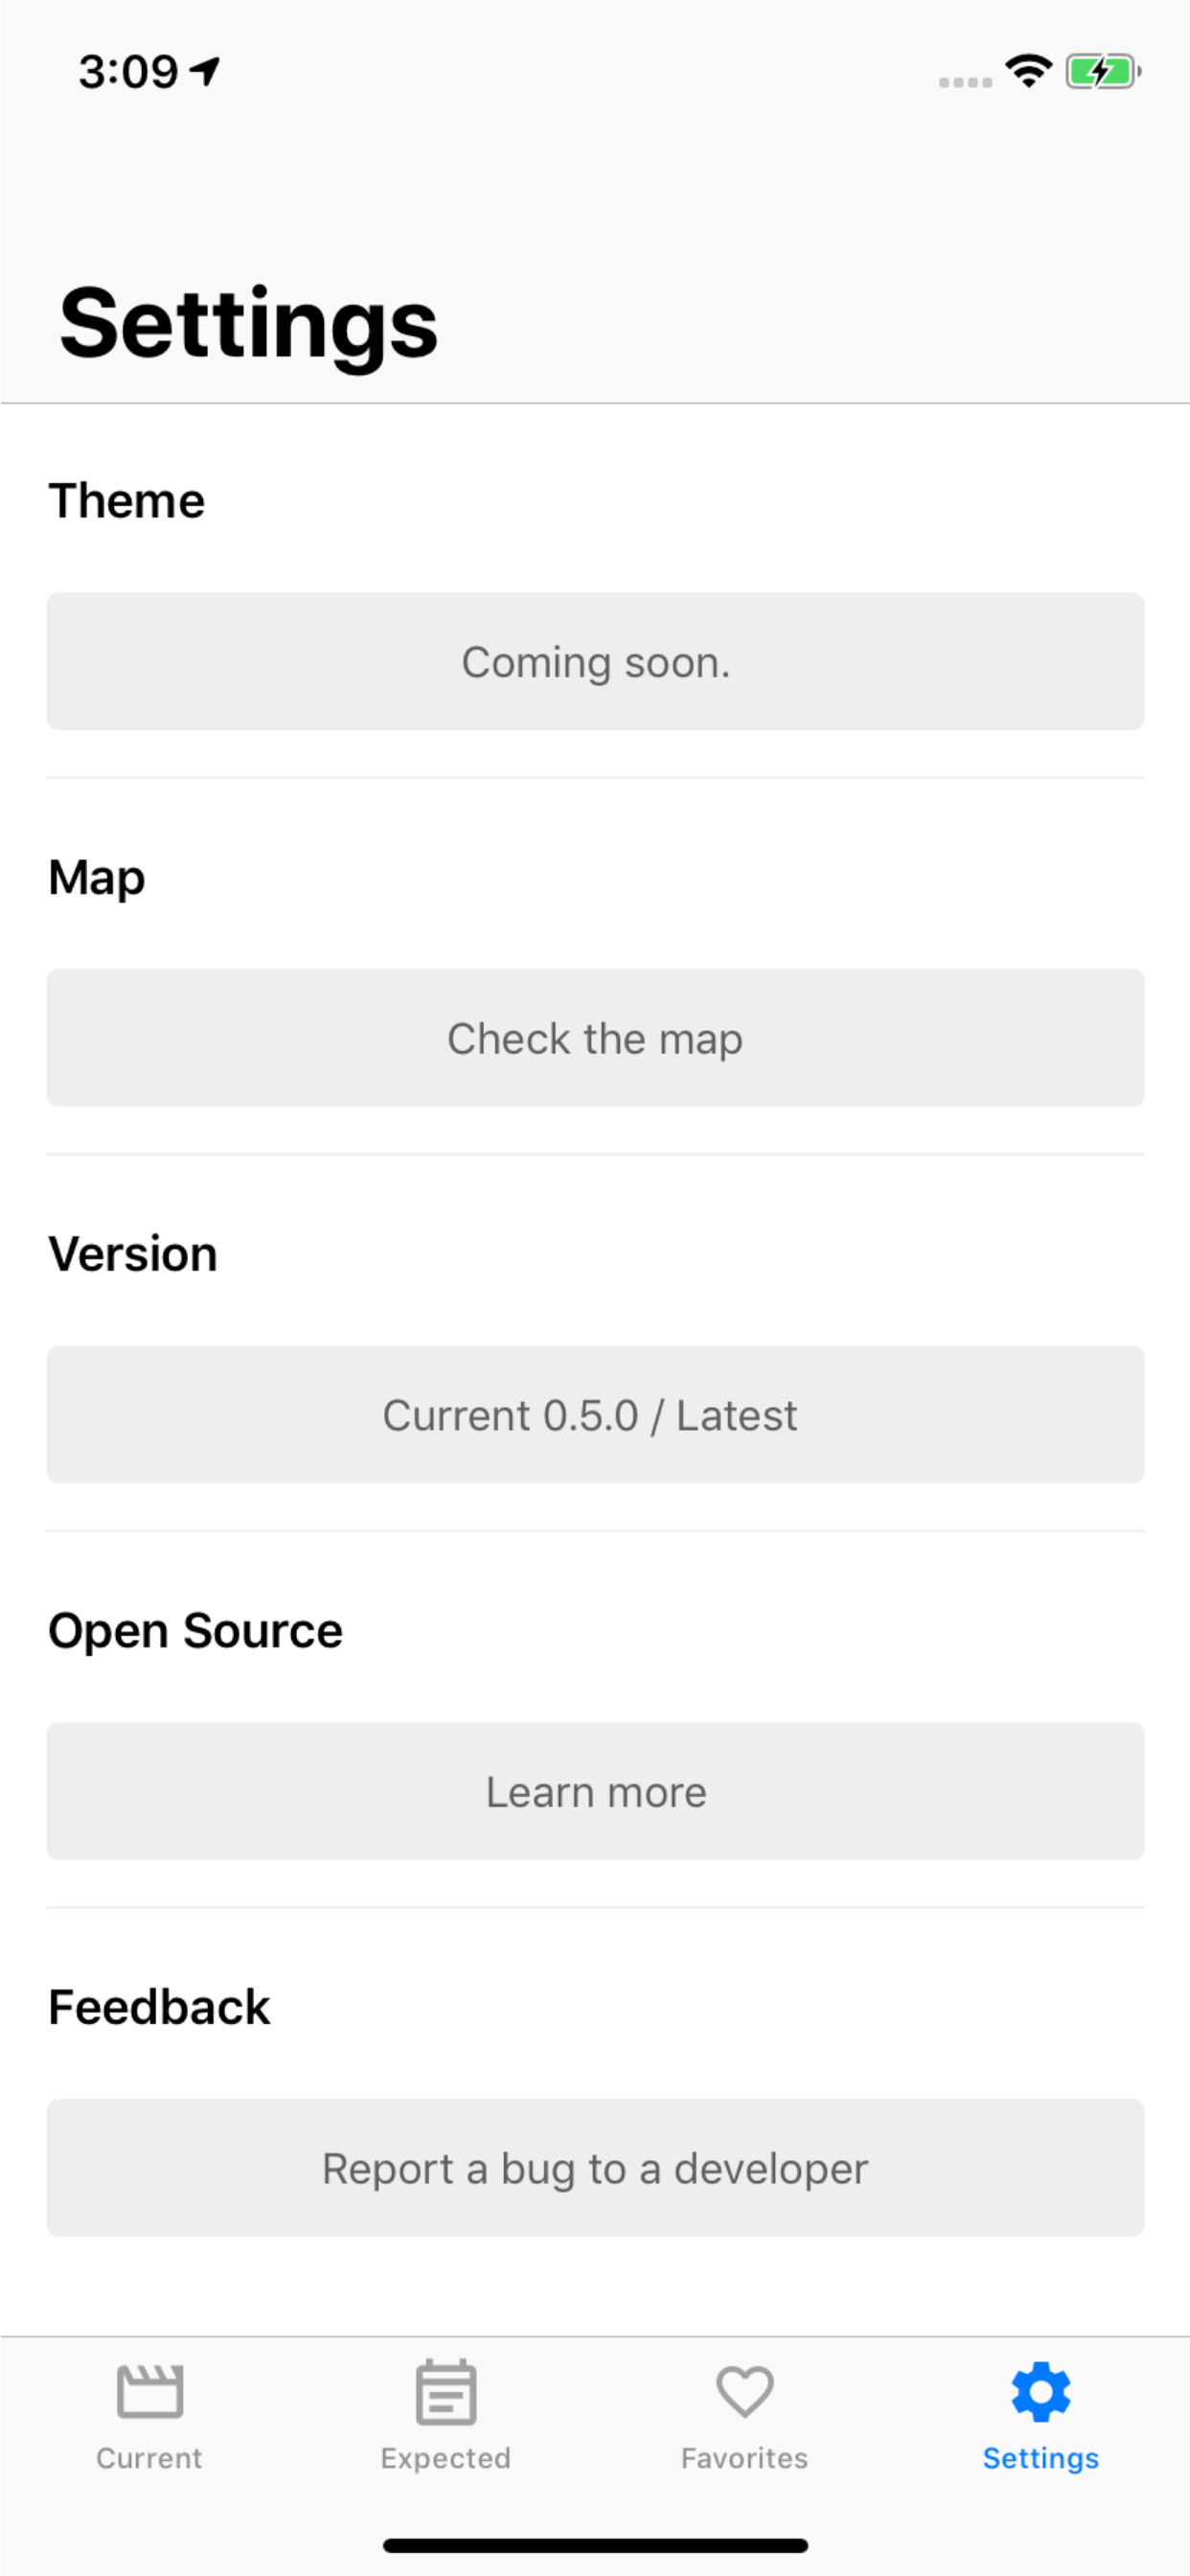 3:09
Settings
Theme
Coming soon.
Map
Check the map
Version
Current 0.5.0 / Latest
Open Source
Learn more
Feedback
Report a bug to a developer
Current
Expected
Favorites
Settings